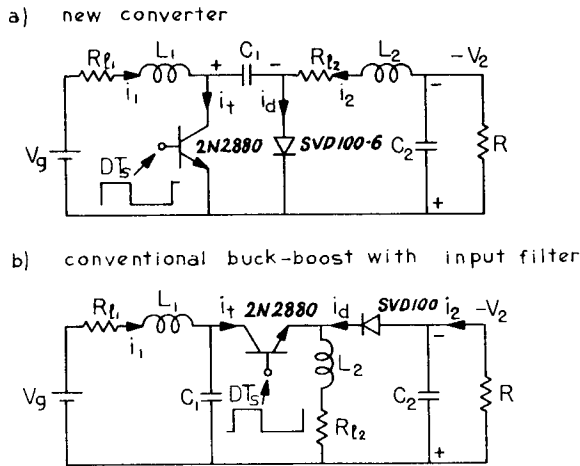 a) new converter
Rℓ1 L1 + C1 − Rℓ2 L2 −V2
i1 it id i2 −
Vg DTs 2N2880 SVD100-6 C2 R
+
b) conventional buck-boost with input filter
Rℓ1 L1 it 2N2880 id SVD100 i2 −V2
i1 −
Vg C1 DTs L2 C2 R
Rℓ2
+